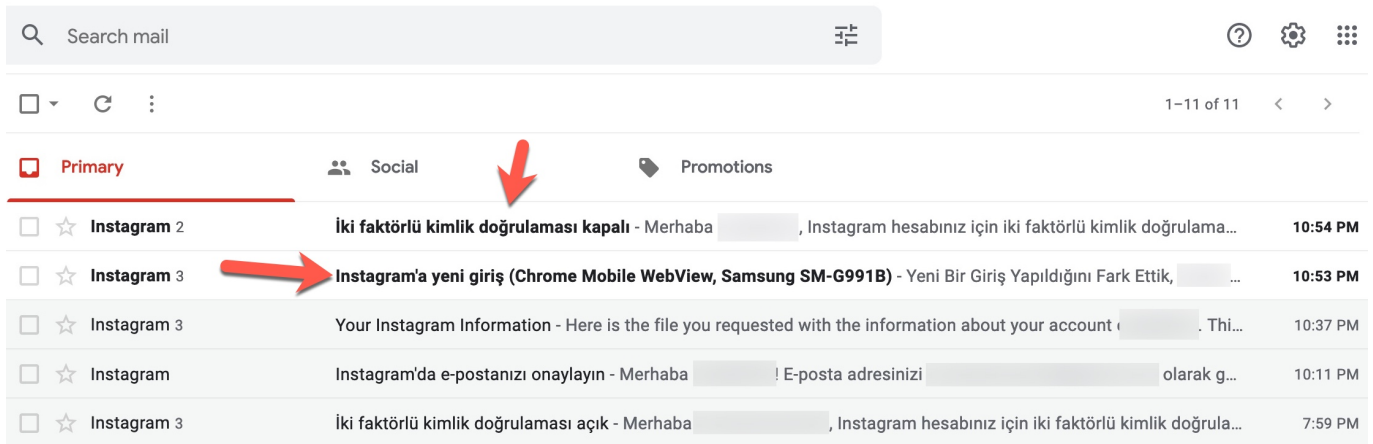 Search mail
1–11 of 11
Primary Social Promotions
Instagram 2 İki faktörlü kimlik doğrulaması kapalı - Merhaba , Instagram hesabınız için iki faktörlü kimlik doğrulama... 10:54 PM
Instagram 3 Instagram'a yeni giriş (Chrome Mobile WebView, Samsung SM-G991B) - Yeni Bir Giriş Yapıldığını Fark Ettik, ... 10:53 PM
Instagram 3 Your Instagram Information - Here is the file you requested with the information about your account . Thi... 10:37 PM
Instagram Instagram'da e-postanızı onaylayın - Merhaba ! E-posta adresinizi olarak g... 10:11 PM
Instagram 3 İki faktörlü kimlik doğrulaması açık - Merhaba , Instagram hesabınız için iki faktörlü kimlik doğrula... 7:59 PM